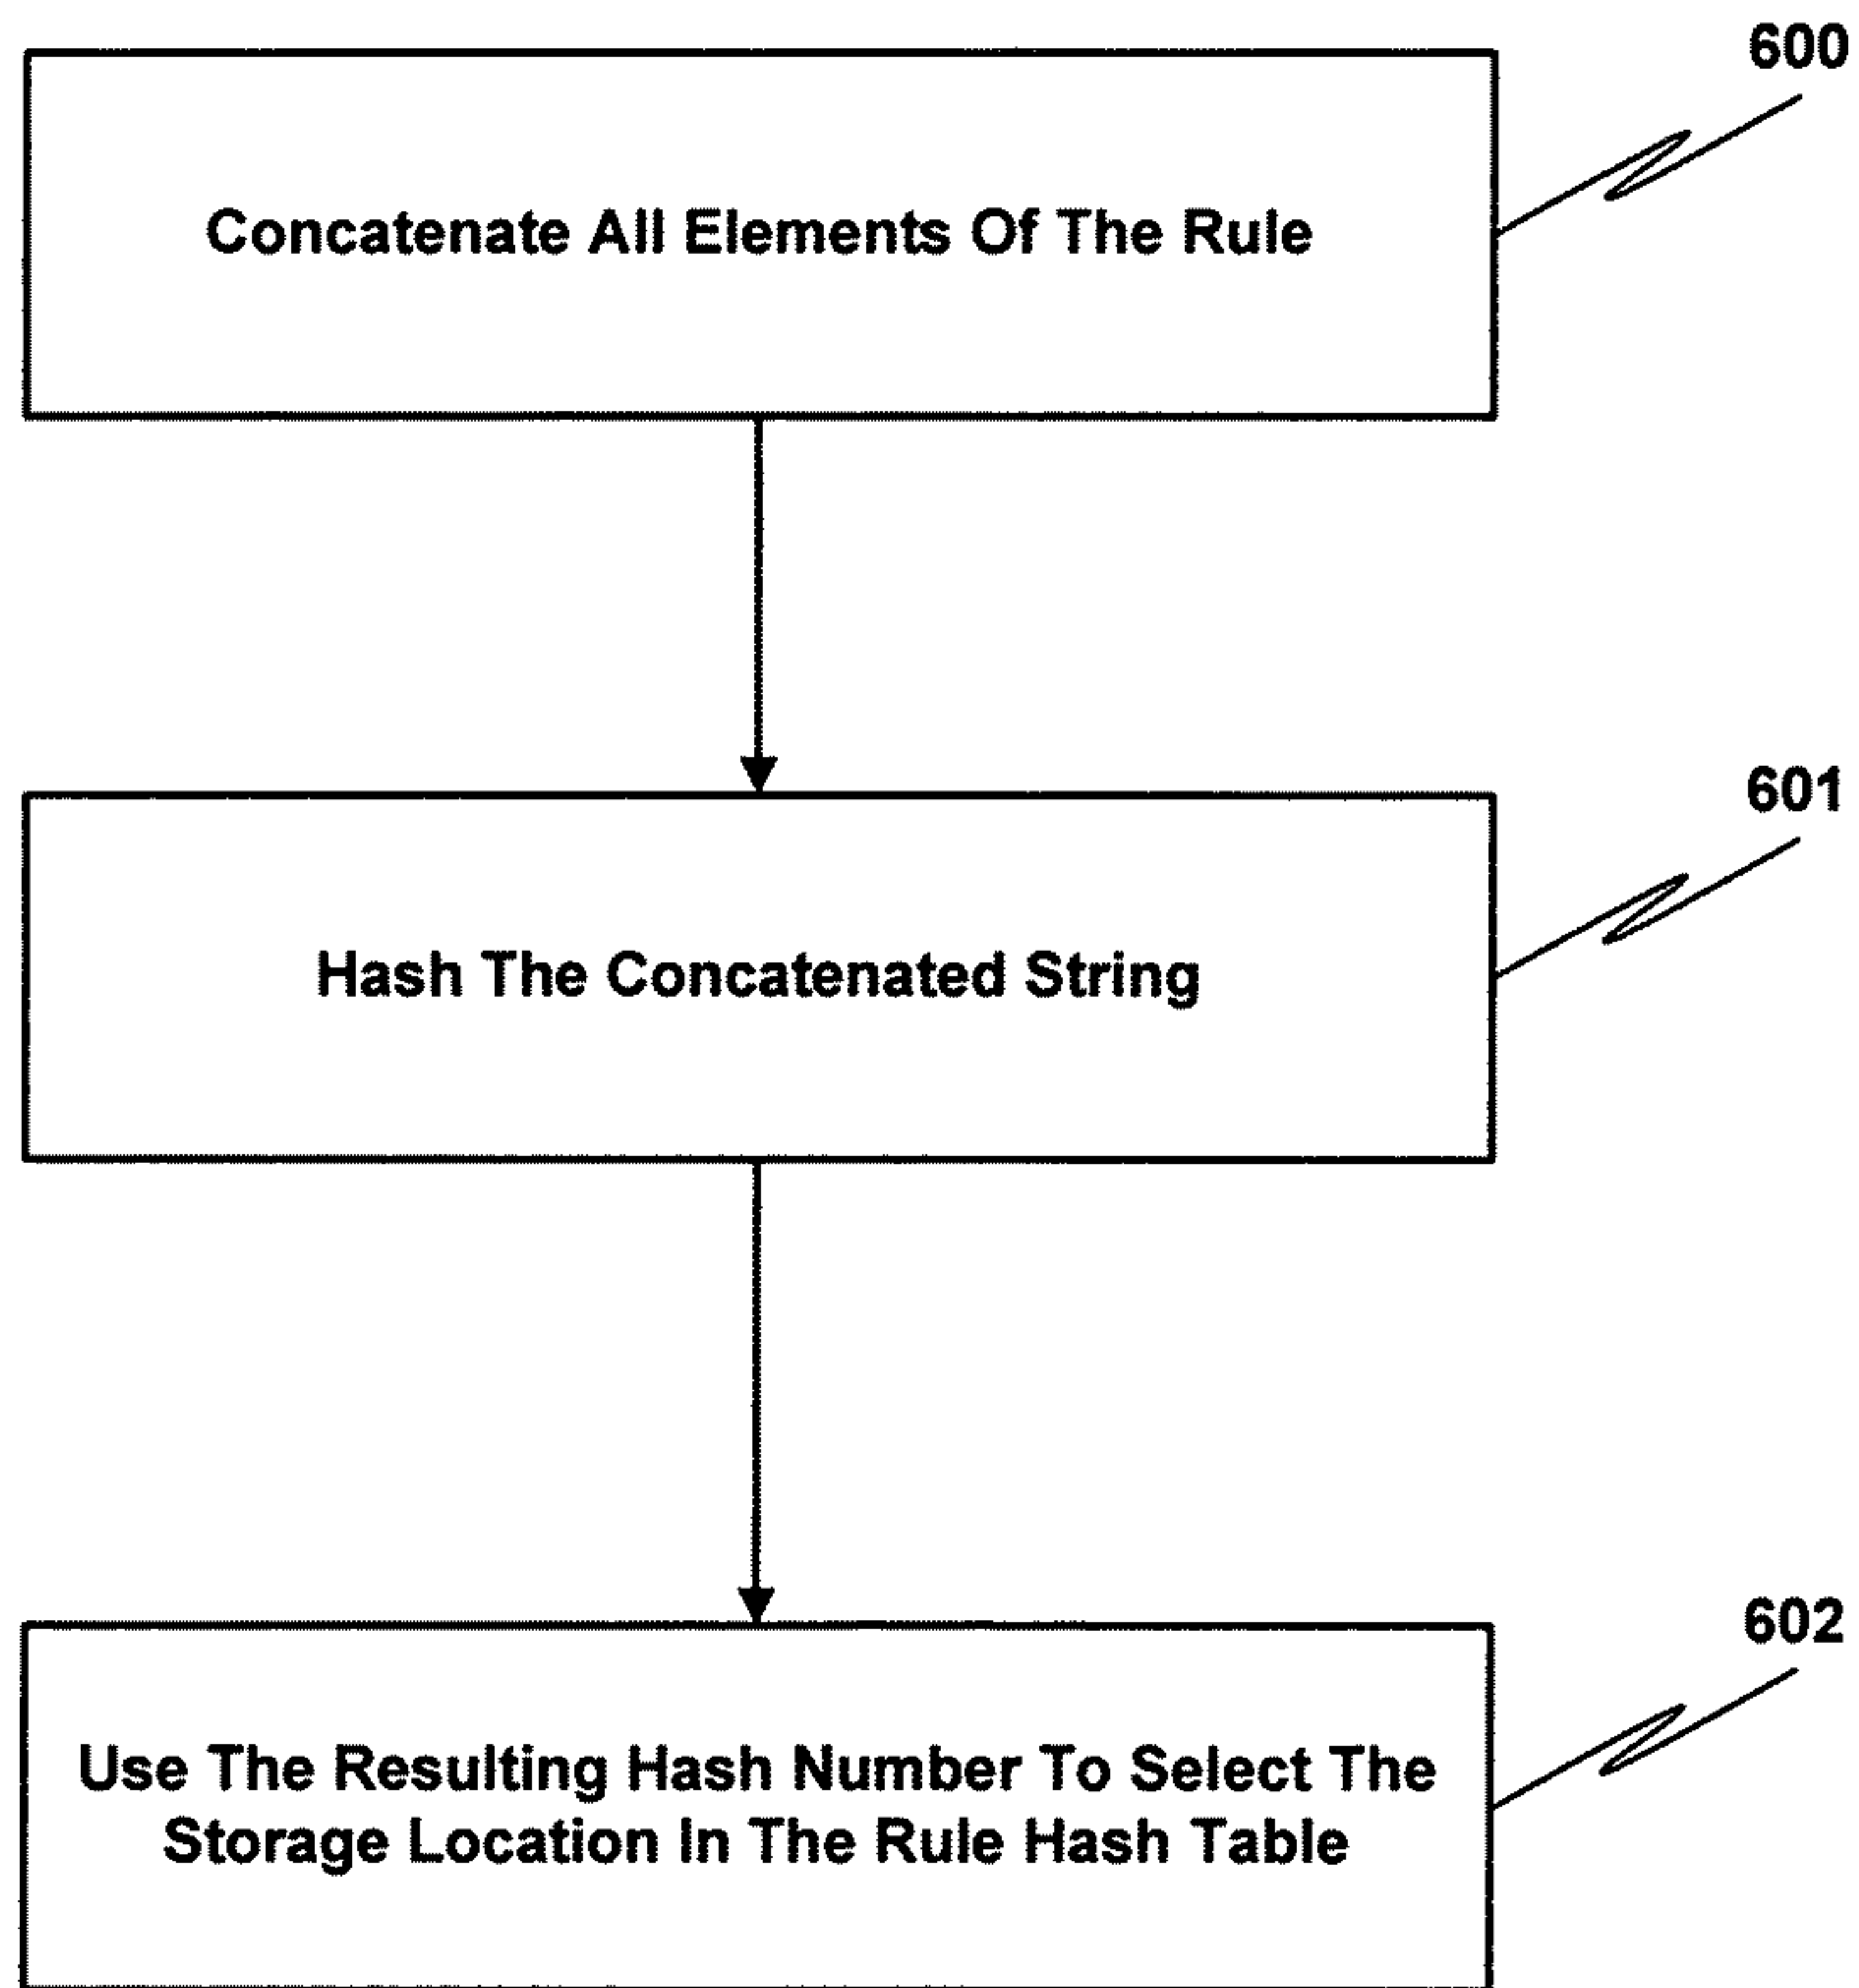 600
Concatenate All Elements Of The Rule
601
Hash The Concatenated String
602
Use The Resulting Hash Number To Select The
Storage Location In The Rule Hash Table